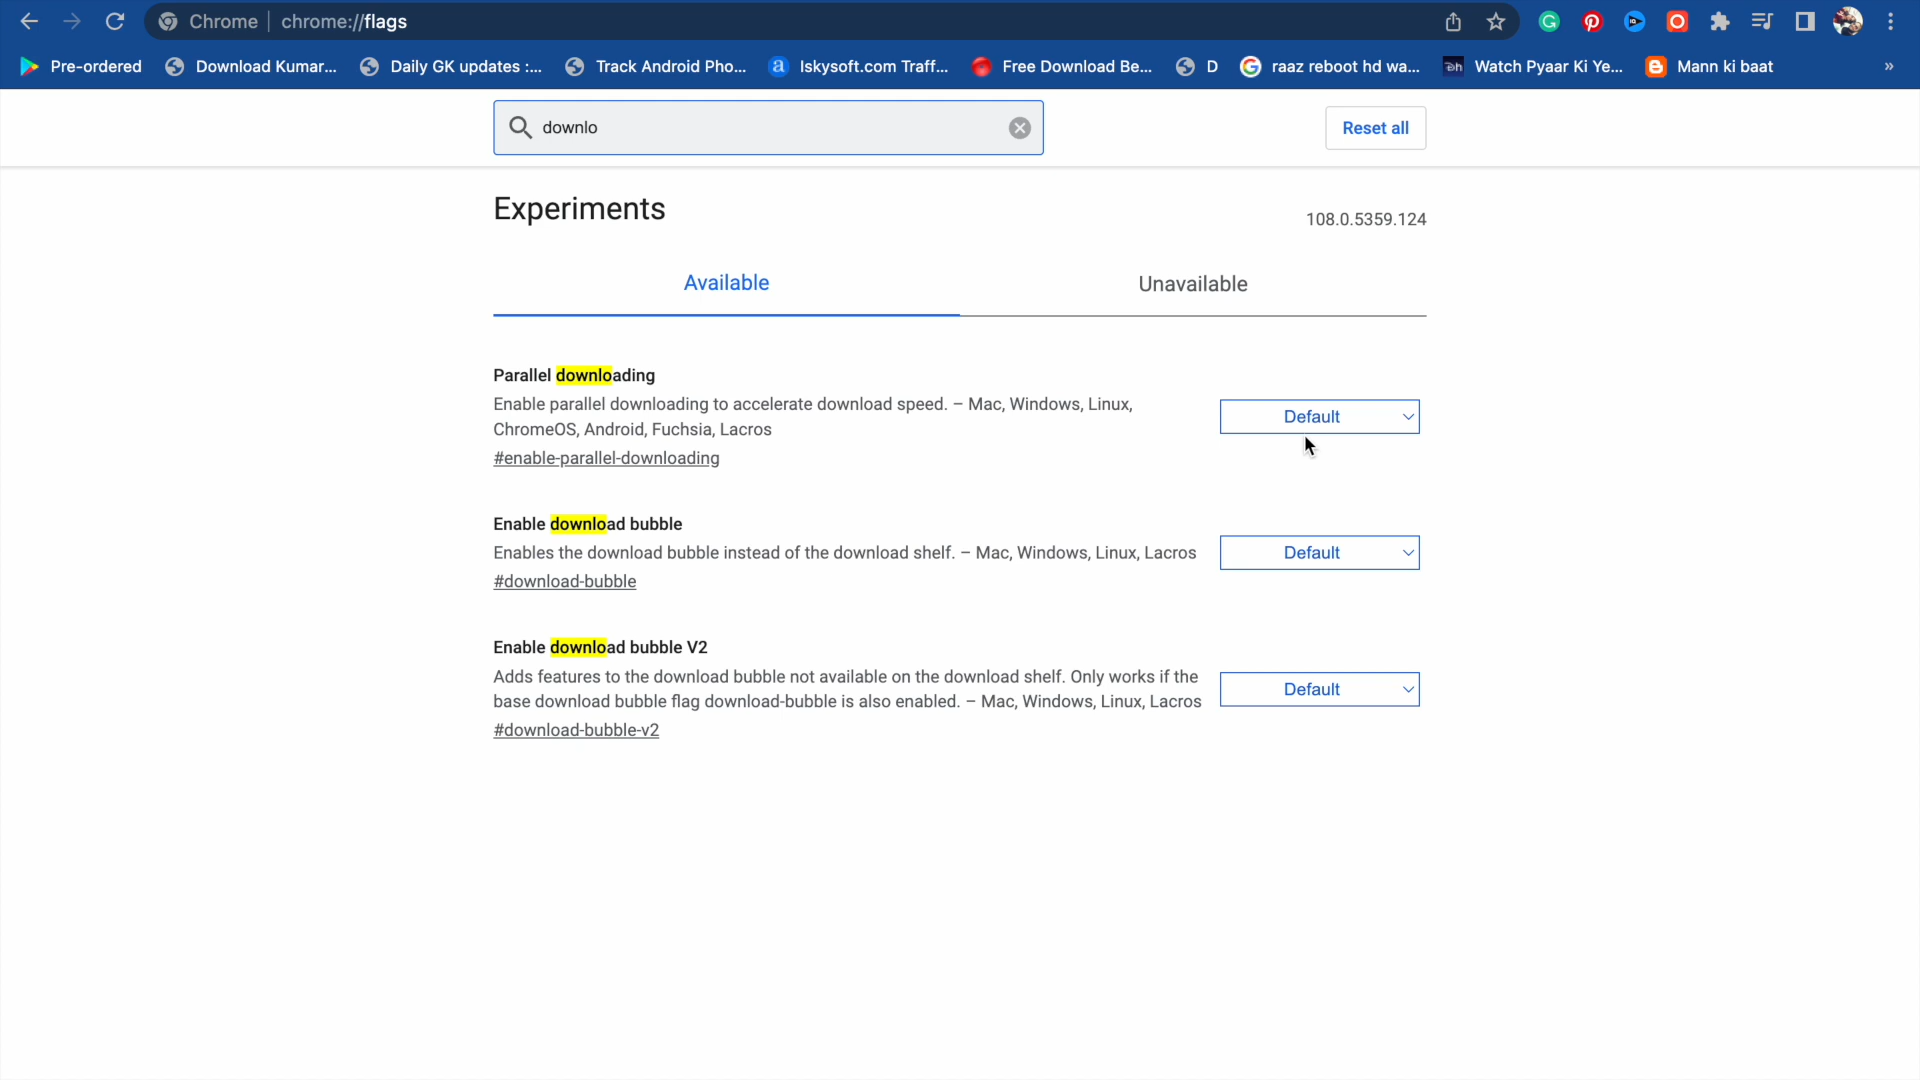 Chrome | chrome://flags
Pre-ordered Download Kumar... Daily GK updates :... Track Android Pho... a Iskysoft.com Traff... Free Download Be... D G raaz reboot hd wa... Watch Pyaar Ki Ye... Mann ki baat »
downlo
Reset all
Experiments
108.0.5359.124
Available Unavailable
Parallel downloading
Enable parallel downloading to accelerate download speed. – Mac, Windows, Linux,
ChromeOS, Android, Fuchsia, Lacros
Default
#enable-parallel-downloading
Enable download bubble
Enables the download bubble instead of the download shelf. – Mac, Windows, Linux, Lacros
Default
#download-bubble
Enable download bubble V2
Adds features to the download bubble not available on the download shelf. Only works if the
base download bubble flag download-bubble is also enabled. – Mac, Windows, Linux, Lacros
Default
#download-bubble-v2